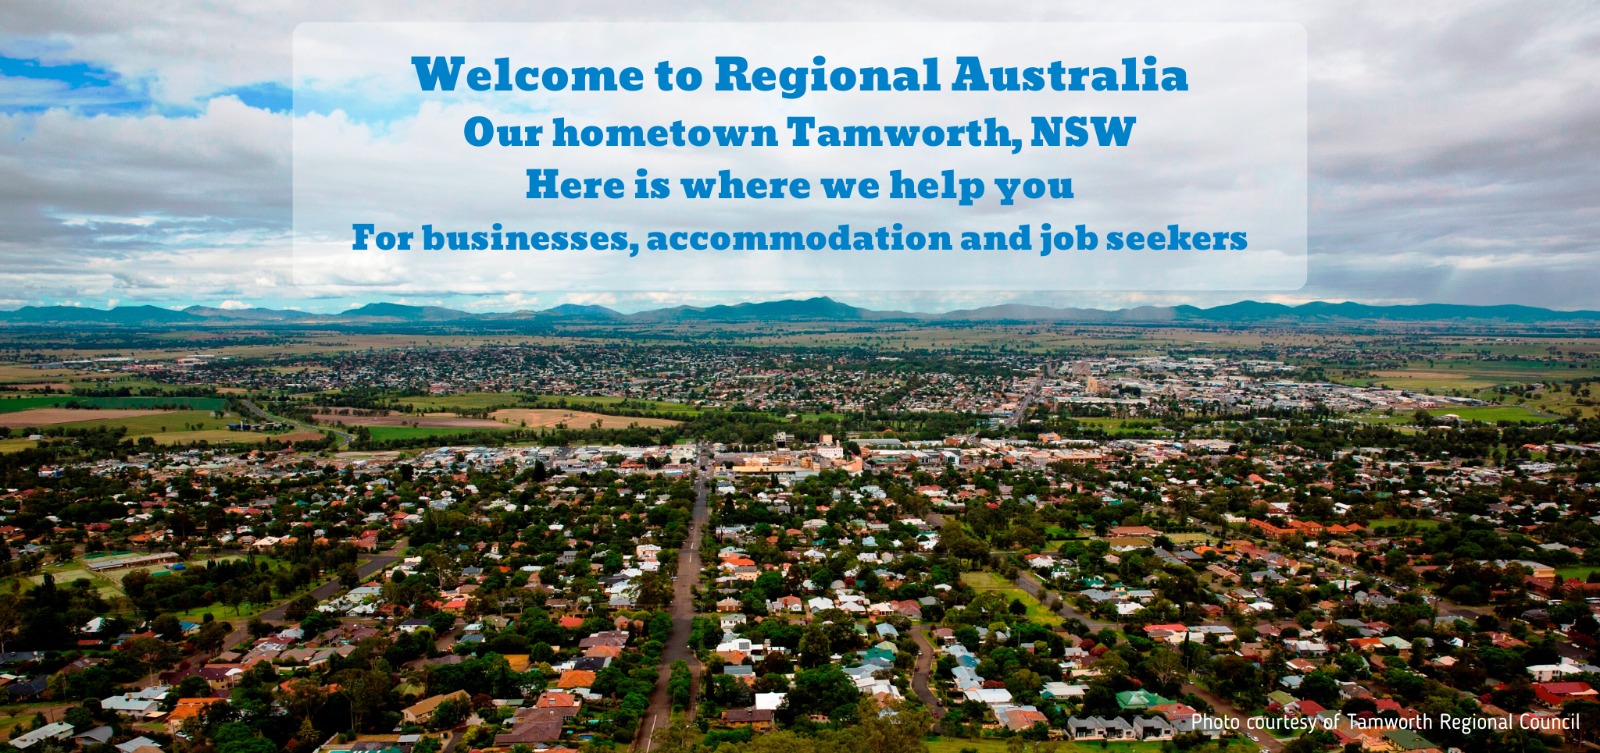 Welcome to Regional Australia
Our hometown Tamworth, NSW
Here is where we help you
For businesses, accommodation and job seekers
Photo courtesy of Tamworth Regional Council